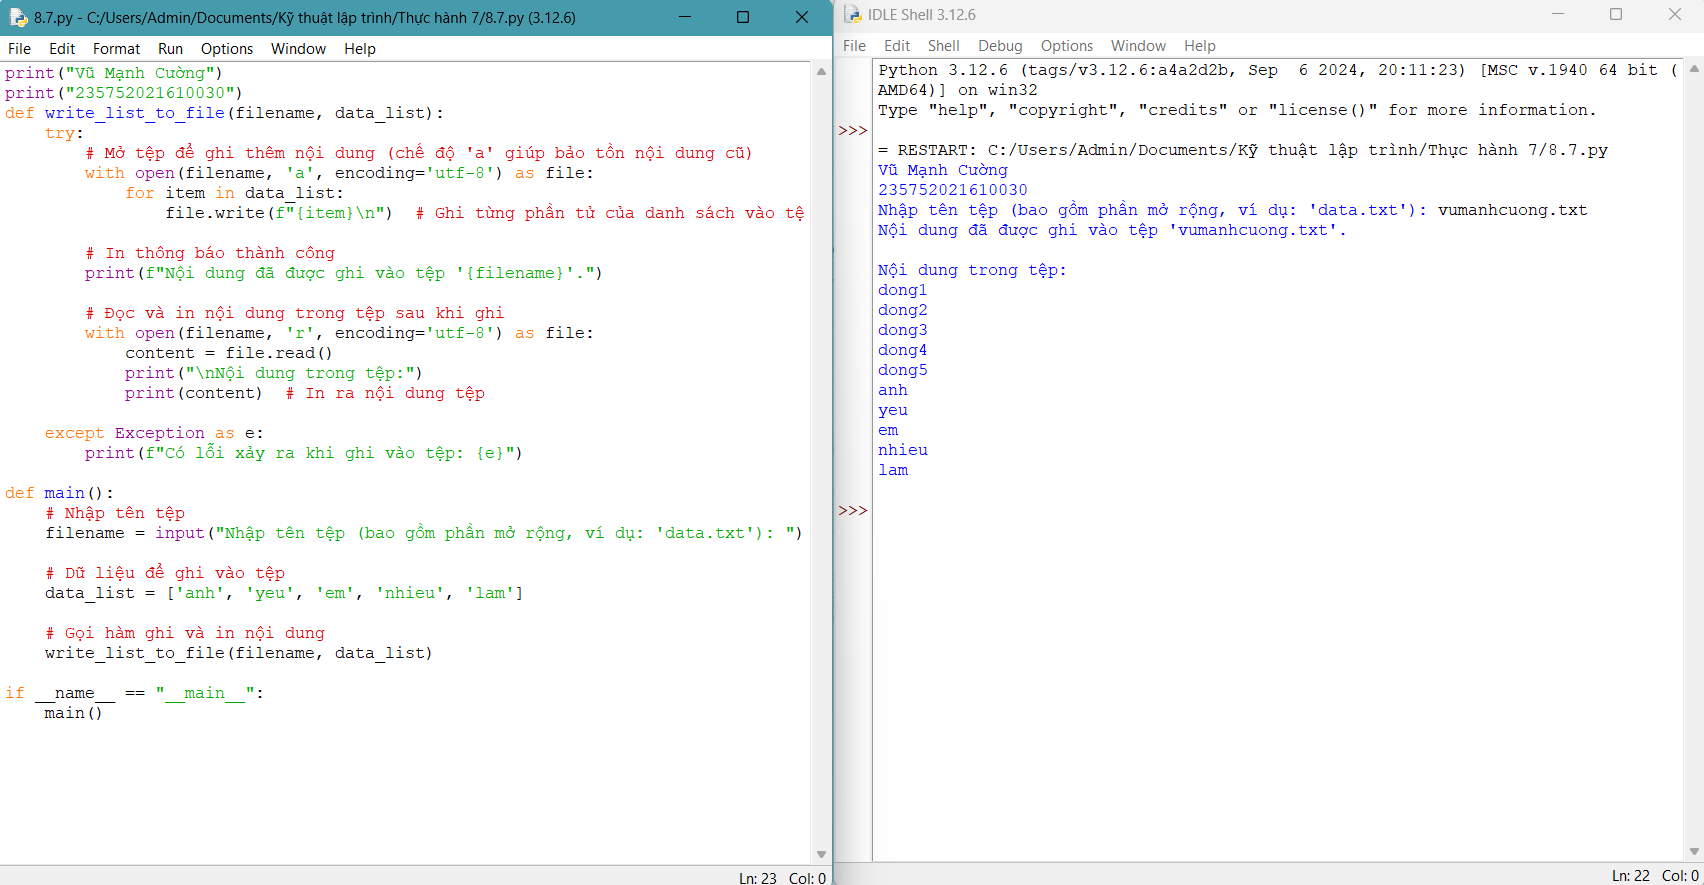 8.7.py - C:/Users/Admin/Documents/Kỹ thuật lập trình/Thực hành 7/8.7.py (3.12.6)
File Edit Format Run Options Window Help
print("Vũ Mạnh Cường")
print("235752021610030")
def write_list_to_file(filename, data_list):
    try:
        # Mở tệp để ghi thêm nội dung (chế độ 'a' giúp bảo tồn nội dung cũ)
        with open(filename, 'a', encoding='utf-8') as file:
            for item in data_list:
                file.write(f"{item}\n")  # Ghi từng phần tử của danh sách vào tệ
        # In thông báo thành công
        print(f"Nội dung đã được ghi vào tệp '{filename}'.")
        # Đọc và in nội dung trong tệp sau khi ghi
        with open(filename, 'r', encoding='utf-8') as file:
            content = file.read()
            print("\nNội dung trong tệp:")
            print(content)  # In ra nội dung tệp
    except Exception as e:
        print(f"Có lỗi xảy ra khi ghi vào tệp: {e}")
def main():
    # Nhập tên tệp
    filename = input("Nhập tên tệp (bao gồm phần mở rộng, ví dụ: 'data.txt'): ")
    # Dữ liệu để ghi vào tệp
    data_list = ['anh', 'yeu', 'em', 'nhieu', 'lam']
    # Gọi hàm ghi và in nội dung
    write_list_to_file(filename, data_list)
if __name__ == "__main__":
    main()
Ln: 23 Col: 0
IDLE Shell 3.12.6
File Edit Shell Debug Options Window Help
Python 3.12.6 (tags/v3.12.6:a4a2d2b, Sep  6 2024, 20:11:23) [MSC v.1940 64 bit (
AMD64)] on win32
Type "help", "copyright", "credits" or "license()" for more information.
>>>
= RESTART: C:/Users/Admin/Documents/Kỹ thuật lập trình/Thực hành 7/8.7.py
Vũ Mạnh Cường
235752021610030
Nhập tên tệp (bao gồm phần mở rộng, ví dụ: 'data.txt'): vumanhcuong.txt
Nội dung đã được ghi vào tệp 'vumanhcuong.txt'.
Nội dung trong tệp:
dong1
dong2
dong3
dong4
dong5
anh
yeu
em
nhieu
lam
>>>
Ln: 22 Col: 0